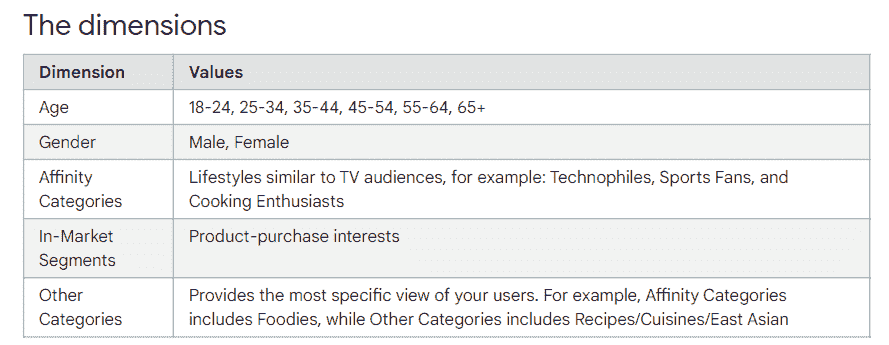 The dimensions
Dimension Values
Age 18-24, 25-34, 35-44, 45-54, 55-64, 65+
Gender Male, Female
Affinity Lifestyles similar to TV audiences, for example: Technophiles, Sports Fans, and
Categories Cooking Enthusiasts
In-Market Product-purchase interests
Segments
Other Provides the most specific view of your users. For example, Affinity Categories
Categories includes Foodies, while Other Categories includes Recipes/Cuisines/East Asian